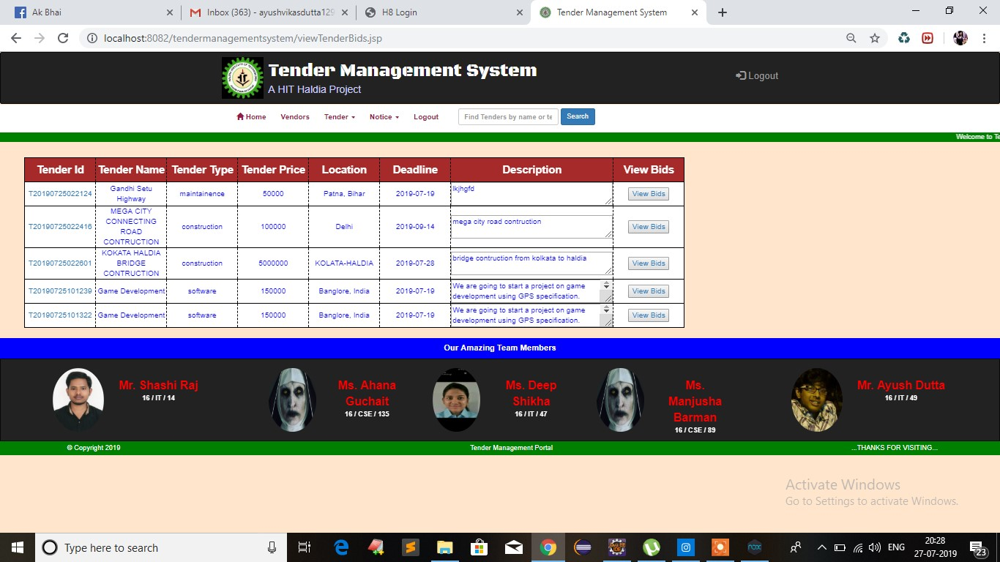 Ak Bhai
Inbox (363) - ayushvikasdutta129
H8 Login
Tender Management System
localhost:8082/tendermanagementsystem/viewTenderBids.jsp
Tender Management System
A HIT Haldia Project
Logout
Home Vendors Tender Notice Logout Find Tenders by name or te Search
Welcome to Te
Tender Id Tender Name Tender Type Tender Price Location Deadline Description View Bids
T20190725022124 Gandhi Setu Highway maintainence 50000 Patna, Bihar 2019-07-19 lkjhgfd View Bids
T20190725022416 MEGA CITY CONNECTING ROAD CONTRUCTION construction 100000 Delhi 2019-09-14 mega city road contruction View Bids
T20190725022601 KOKATA HALDIA BRIDGE CONTRUCTION construction 5000000 KOLATA-HALDIA 2019-07-28 bridge contruction from kolkata to haldia View Bids
T20190725101239 Game Development software 150000 Banglore, India 2019-07-19 We are going to start a project on game development using GPS specification. View Bids
T20190725101322 Game Development software 150000 Banglore, India 2019-07-19 We are going to start a project on game development using GPS specification. View Bids
Our Amazing Team Members
Mr. Shashi Raj
16 / IT / 14
Ms. Ahana
Guchait
16 / CSE / 135
Ms. Deep
Shikha
16 / IT / 47
Ms.
Manjusha
Barman
16 / CSE / 89
Mr. Ayush Dutta
16 / IT / 49
© Copyright 2019 Tender Management Portal ...THANKS FOR VISITING...
Activate Windows
Go to Settings to activate Windows.
Type here to search
ENG
20:28
27-07-2019
23